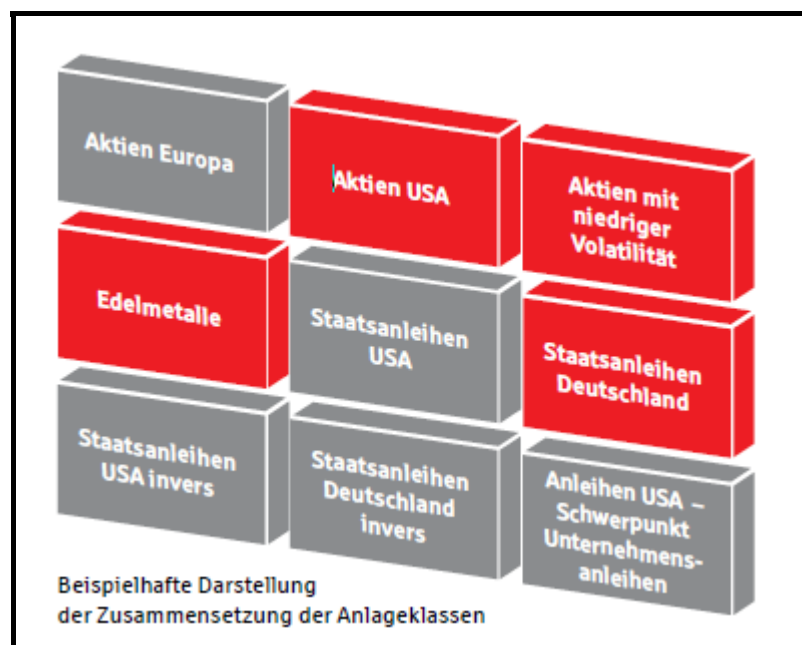 Aktien Europa
Aktien USA
Aktien mit
niedriger
Volatilität
Edelmetalle
Staatsanleihen
USA
Staatsanleihen
Deutschland
Staatsanleihen
USA invers
Staatsanleihen
Deutschland
invers
Anleihen USA –
Schwerpunkt
Unternehmens-
anleihen
Beispielhafte Darstellung
der Zusammensetzung der Anlageklassen